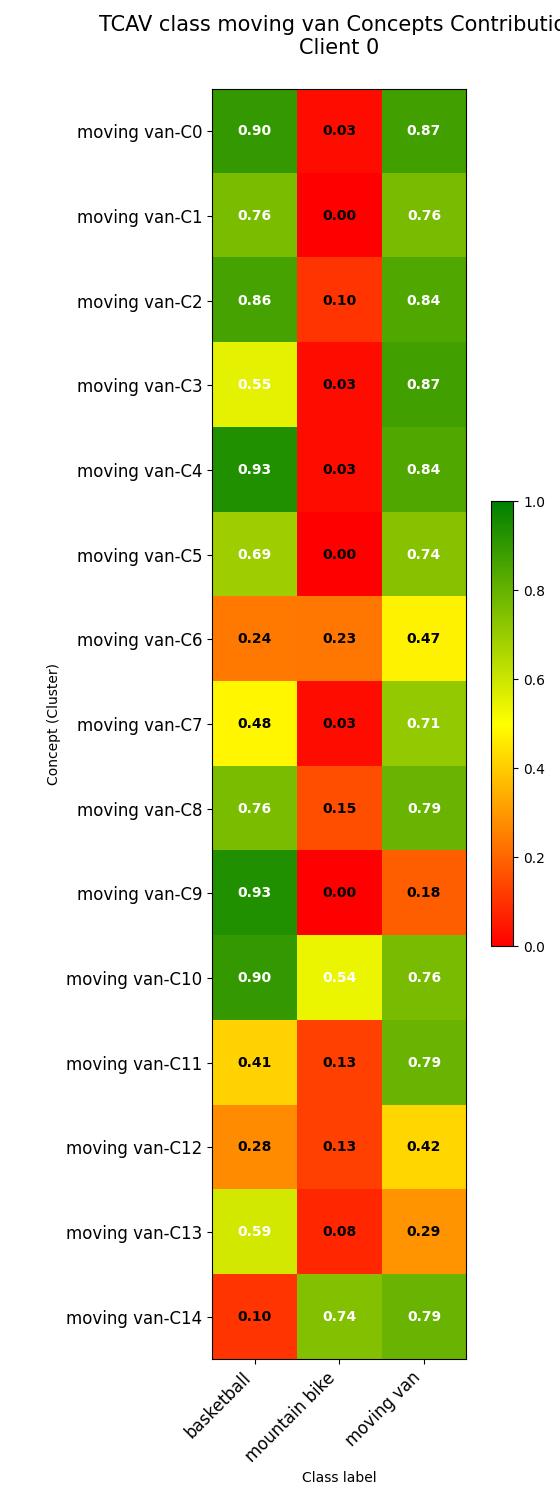 TCAV class moving van Concepts Contributio
Client 0
moving van-C0 0.90 0.03 0.87
moving van-C1 0.76 0.00 0.76
moving van-C2 0.86 0.10 0.84
moving van-C3 0.55 0.03 0.87
moving van-C4 0.93 0.03 0.84
moving van-C5 0.69 0.00 0.74
moving van-C6 0.24 0.23 0.47
moving van-C7 0.48 0.03 0.71
moving van-C8 0.76 0.15 0.79
moving van-C9 0.93 0.00 0.18
moving van-C10 0.90 0.54 0.76
moving van-C11 0.41 0.13 0.79
moving van-C12 0.28 0.13 0.42
moving van-C13 0.59 0.08 0.29
moving van-C14 0.10 0.74 0.79
Concept (Cluster)
basketball
mountain bike
moving van
Class label
1.0
0.8
0.6
0.4
0.2
0.0